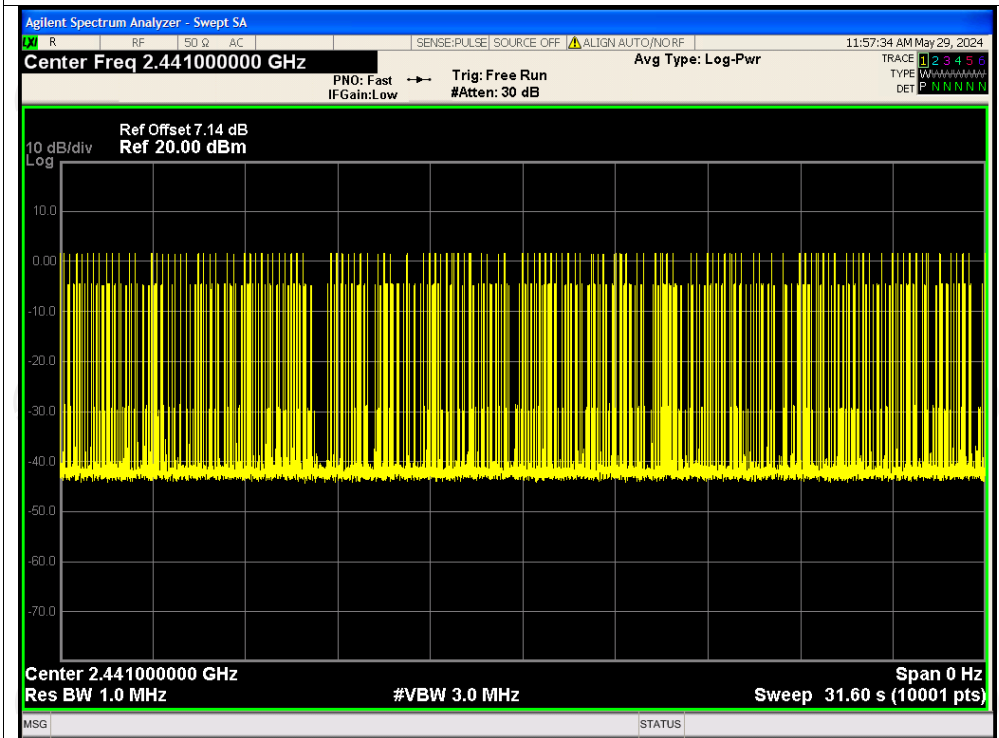 Agilent Spectrum Analyzer - Swept SA
LXI R RF 50 Ω AC SENSE:PULSE SOURCE OFF ALIGN AUTO/NO RF 11:57:34 AM May 29, 2024
Center Freq 2.441000000 GHz Avg Type: Log-Pwr TRACE 1 2 3 4 5 6
PNO: Fast Trig: Free Run TYPE W
IFGain:Low #Atten: 30 dB DET P N N N N N
Ref Offset 7.14 dB
10 dB/div Ref 20.00 dBm
Log
10.0
0.00
-10.0
-20.0
-30.0
-40.0
-50.0
-60.0
-70.0
Center 2.441000000 GHz Span 0 Hz
Res BW 1.0 MHz #VBW 3.0 MHz Sweep 31.60 s (10001 pts)
MSG STATUS